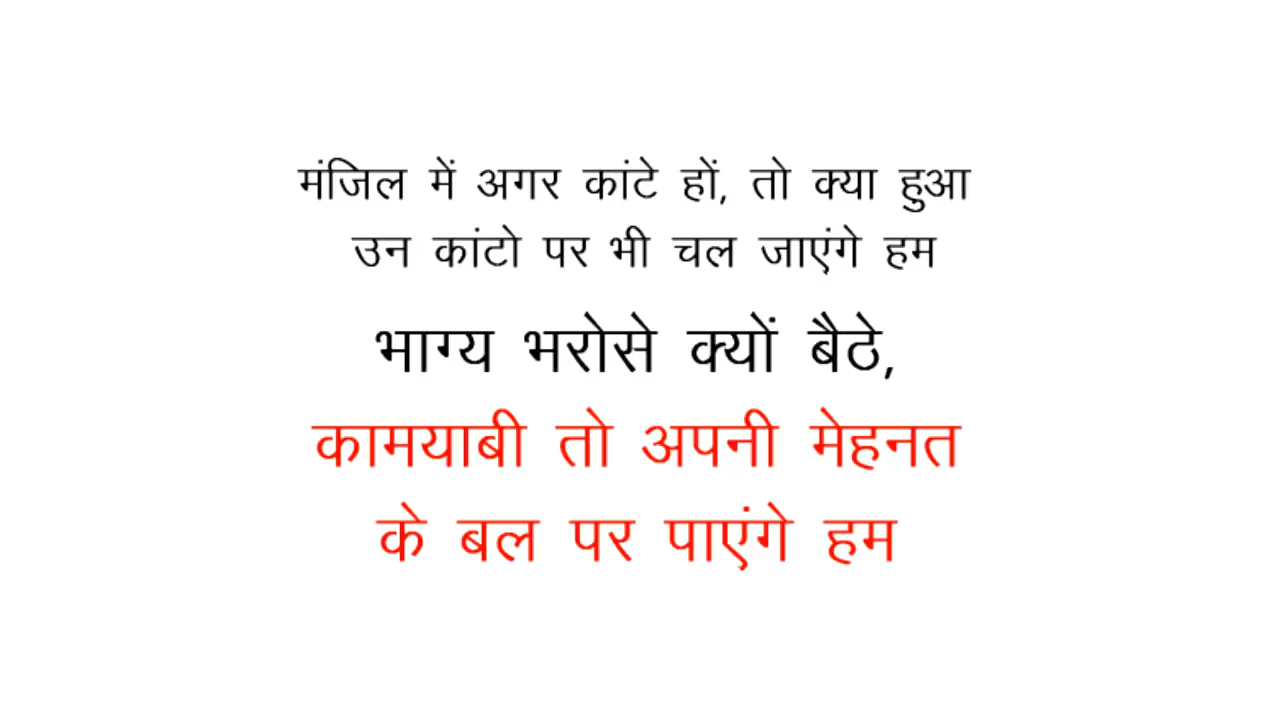 मंजिल में अगर कांटे हों, तो क्या हुआ
उन कांटो पर भी चल जाएंगे हम
भाग्य भरोसे क्यों बैठे,
कामयाबी तो अपनी मेहनत
के बल पर पाएंगे हम